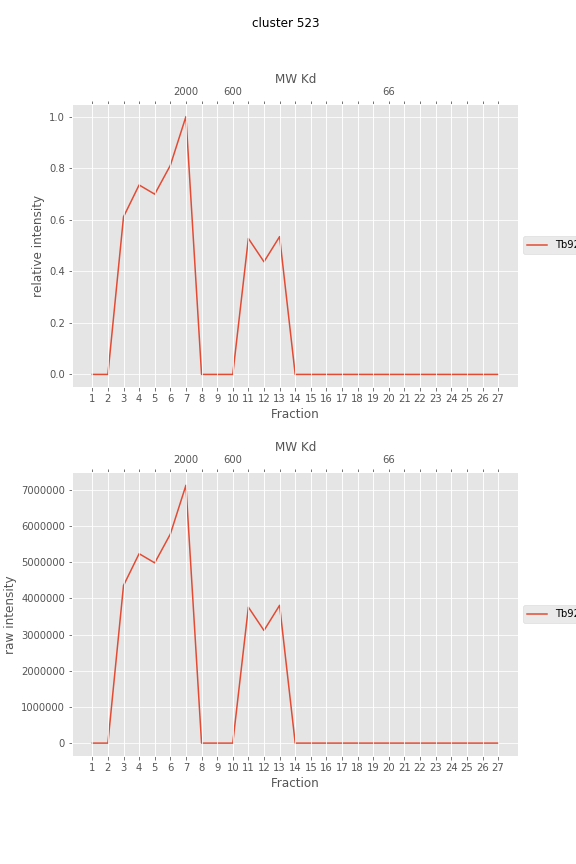 cluster 523
MW Kd
2000 600 66
1.0
0.8
0.6
0.4
0.2
0.0
relative intensity
Tb92
1 2 3 4 5 6 7 8 9 10 11 12 13 14 15 16 17 18 19 20 21 22 23 24 25 26 27
Fraction
MW Kd
2000 600 66
7000000
6000000
5000000
4000000
3000000
2000000
1000000
0
raw intensity
Tb92
1 2 3 4 5 6 7 8 9 10 11 12 13 14 15 16 17 18 19 20 21 22 23 24 25 26 27
Fraction